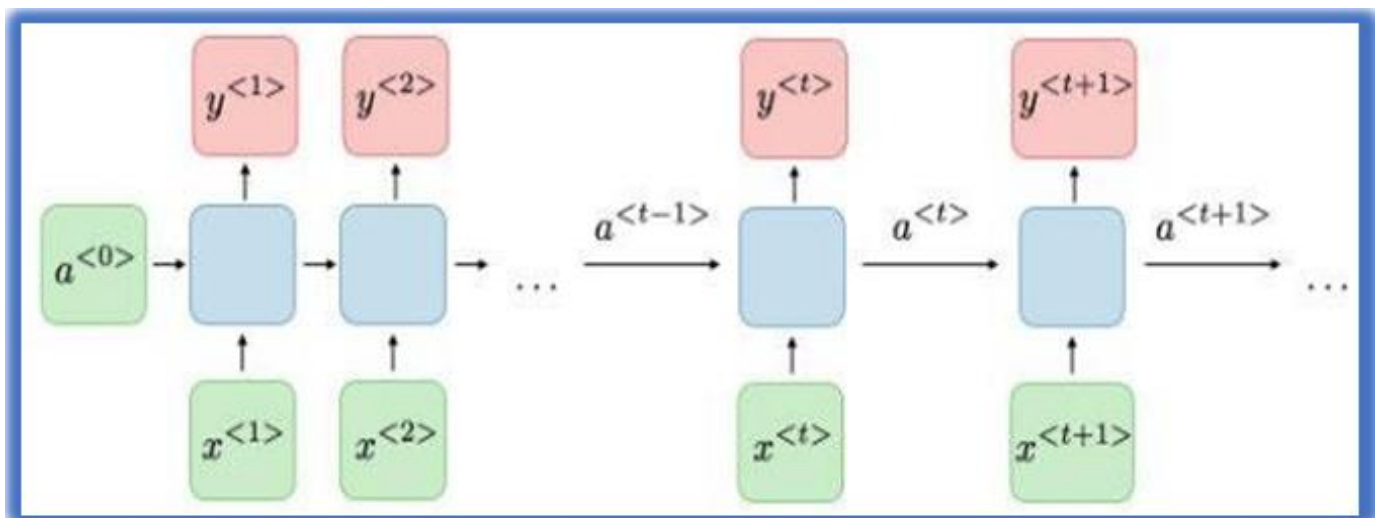 y<1> y<2> y<t> y<t+1>
a<t-1> a<t> a<t+1>
a<0> ... ...
x<1> x<2> x<t> x<t+1>